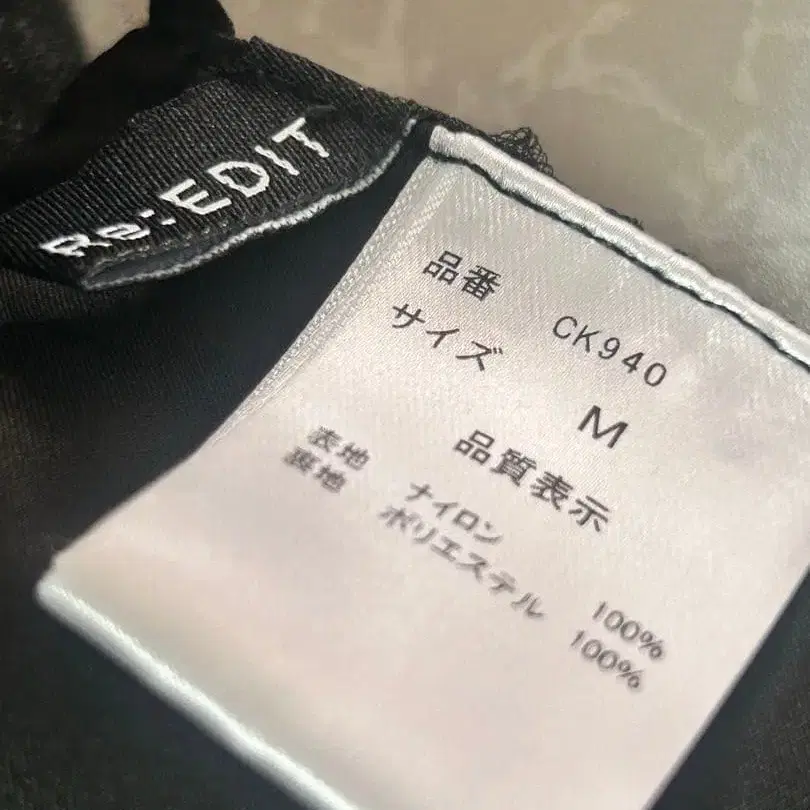 Re:EDIT
品番 CK940
サイズ M
品質表示
表地 ナイロン 100%
裏地 ポリエステル 100%